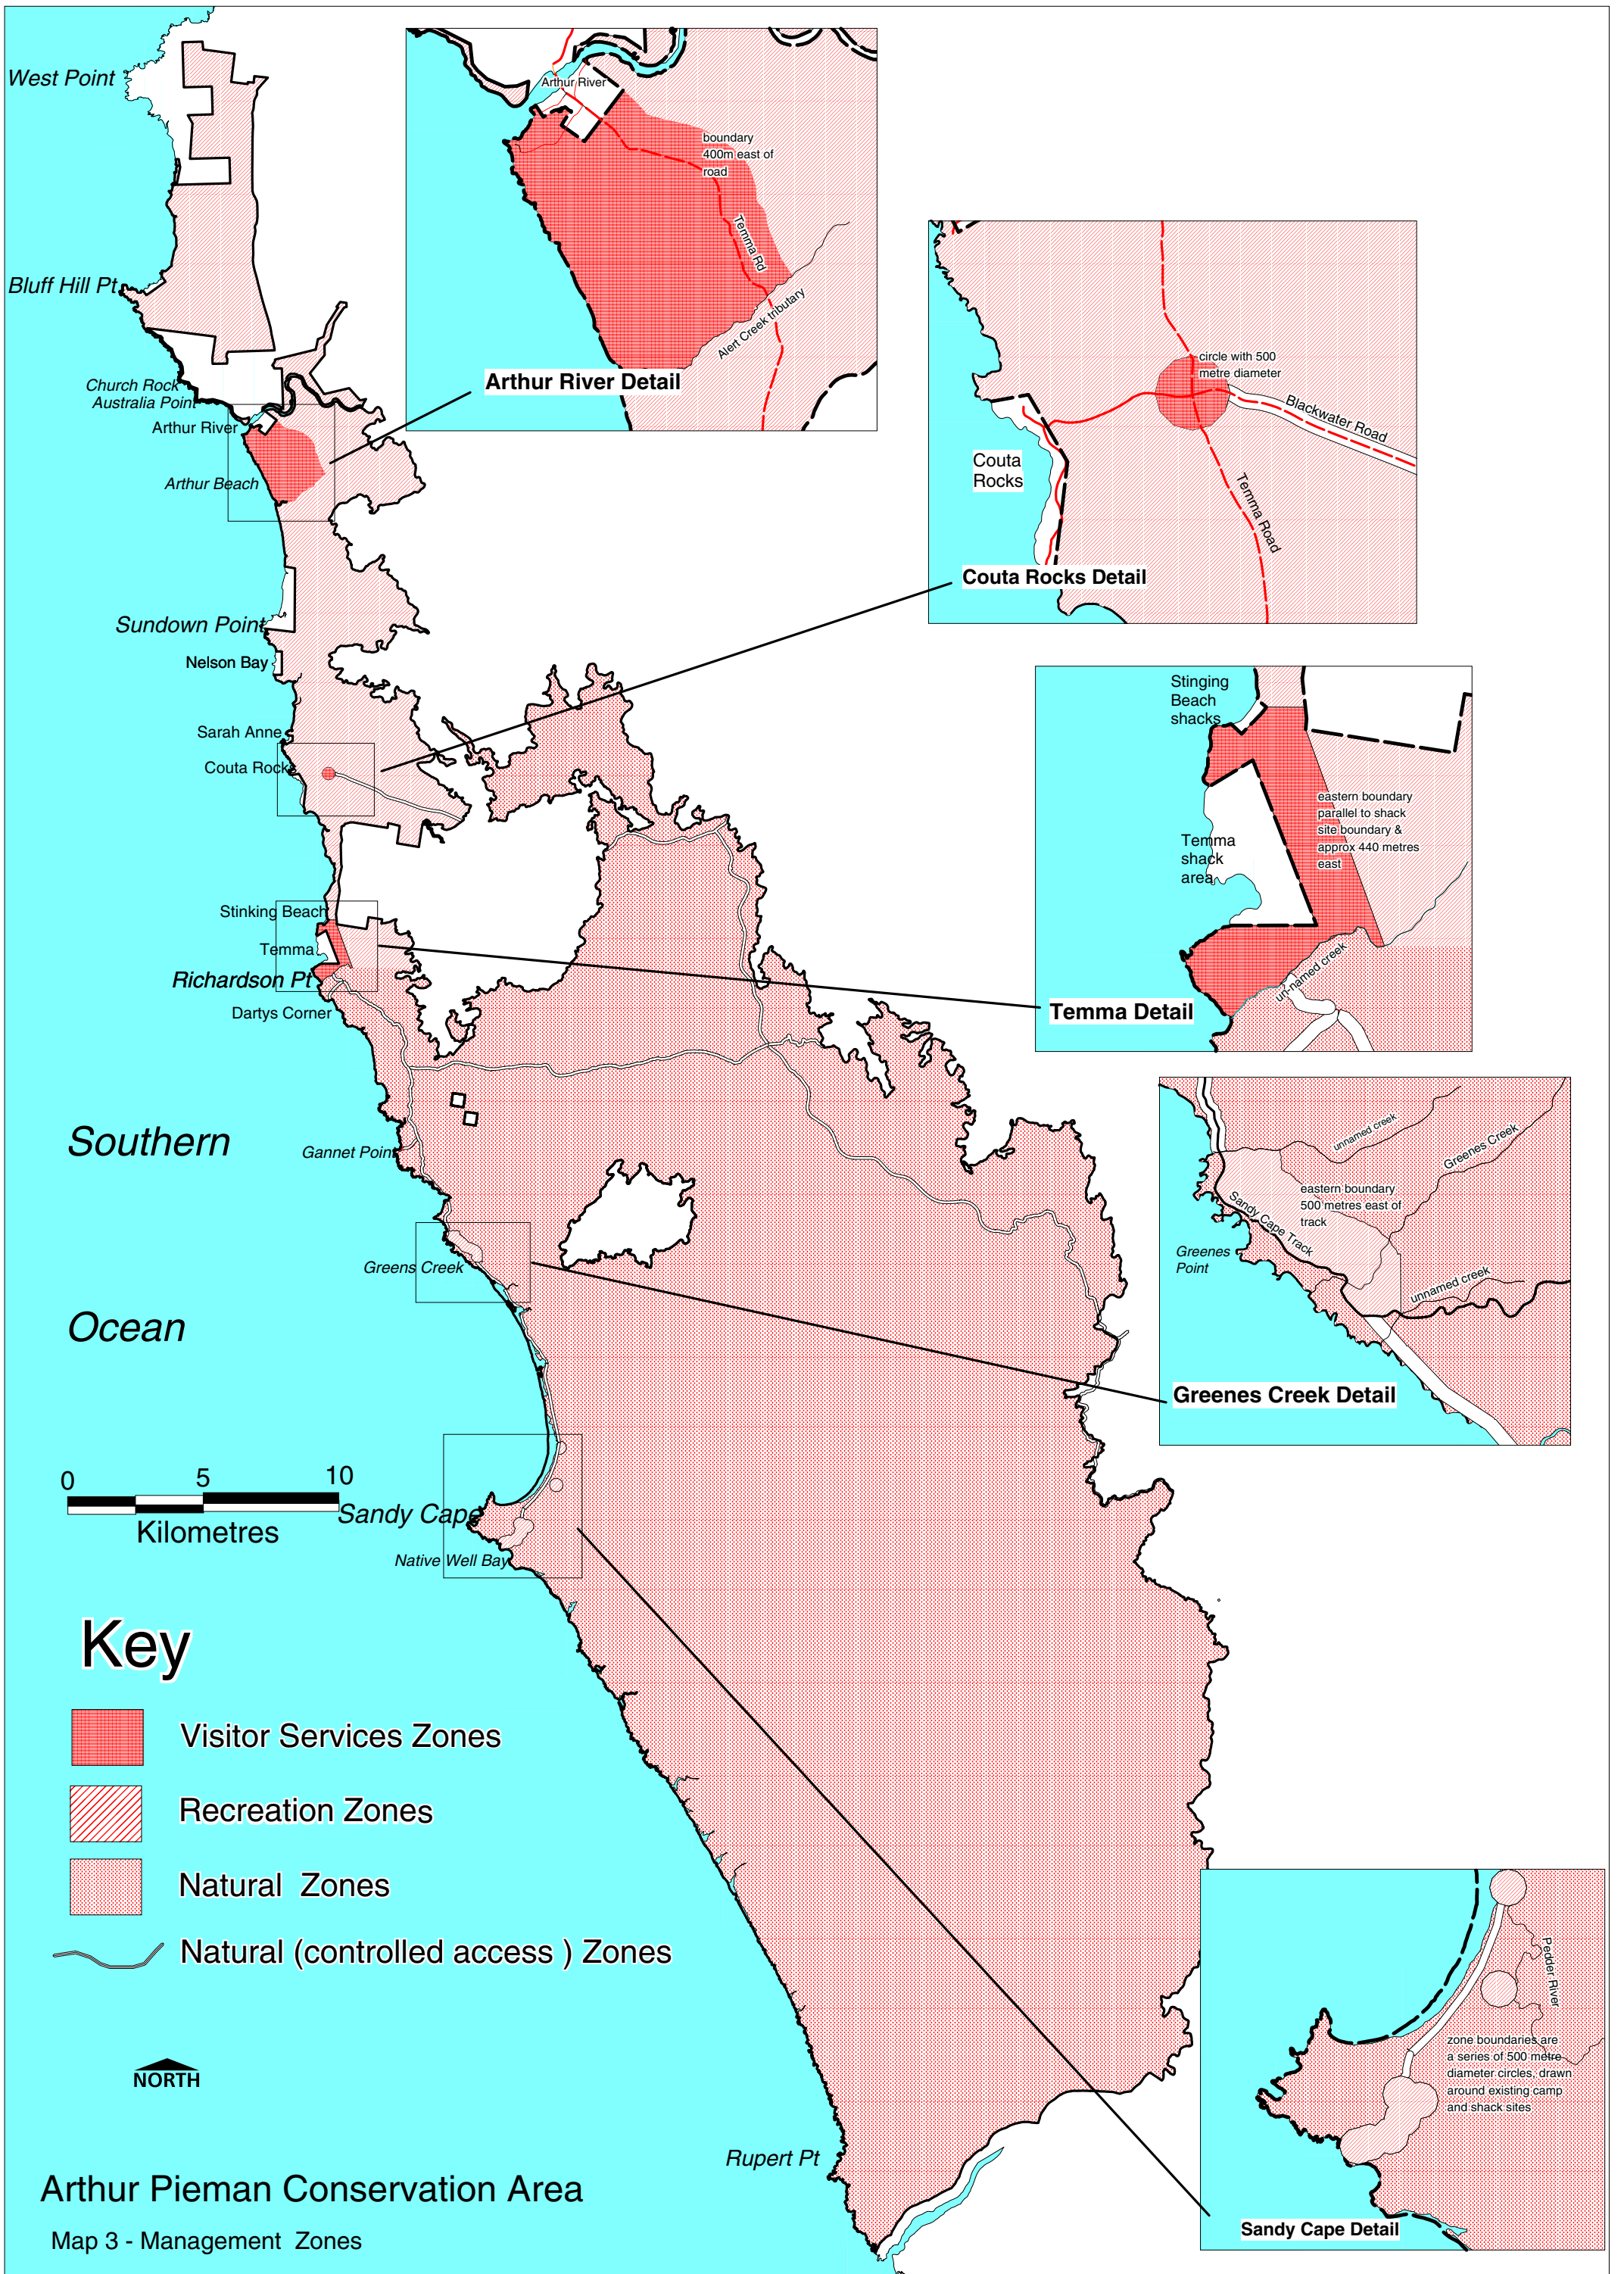 West Point
Bluff Hill Pt
Church Rock
Australia Point
Arthur River
Arthur Beach
Sundown Point
Nelson Bay
Sarah Anne
Couta Rocks
Stinking Beach
Temma
Richardson Pt
Dartys Corner
Gannet Point
Greens Creek
Sandy Cape
Native Well Bay
Rupert Pt
Southern
Ocean
Arthur River
boundary
400m east of
road
Temma Rd
Alert Creek tributary
Arthur River Detail
circle with 500
metre diameter
Blackwater Road
Couta
Rocks
Temma Road
Couta Rocks Detail
Stinging
Beach
shacks
eastern boundary
parallel to shack
site boundary &
approx 440 metres
east
Temma
shack
area
un-named creek
Temma Detail
unnamed creek
Greenes Creek
eastern boundary
500 metres east of
track
Sandy Cape Track
Greenes
Point
unnamed creek
Greenes Creek Detail
Pedder River
zone boundaries are
a series of 500 metre
diameter circles, drawn
around existing camp
and shack sites
Sandy Cape Detail
0 5 10
Kilometres
Key
Visitor Services Zones
Recreation Zones
Natural Zones
Natural (controlled access ) Zones
NORTH
Arthur Pieman Conservation Area
Map 3 - Management Zones